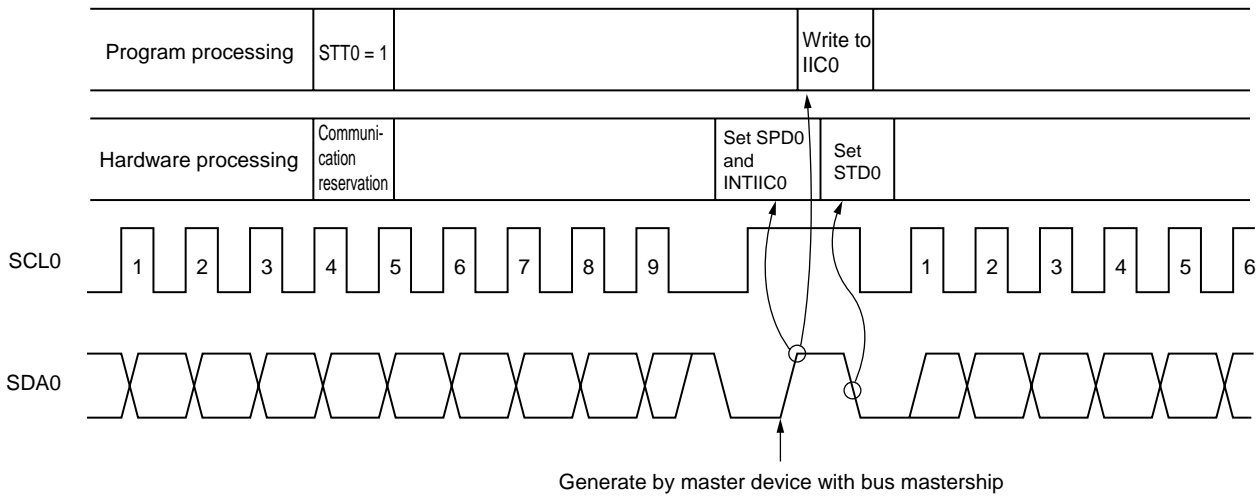 Program processing
STT0 = 1
Write to
IIC0
Hardware processing
Communi-
cation
reservation
Set SPD0
and
INTIIC0
Set
STD0
SCL0
1 2 3 4 5 6 7 8 9 1 2 3 4 5 6
SDA0
Generate by master device with bus mastership